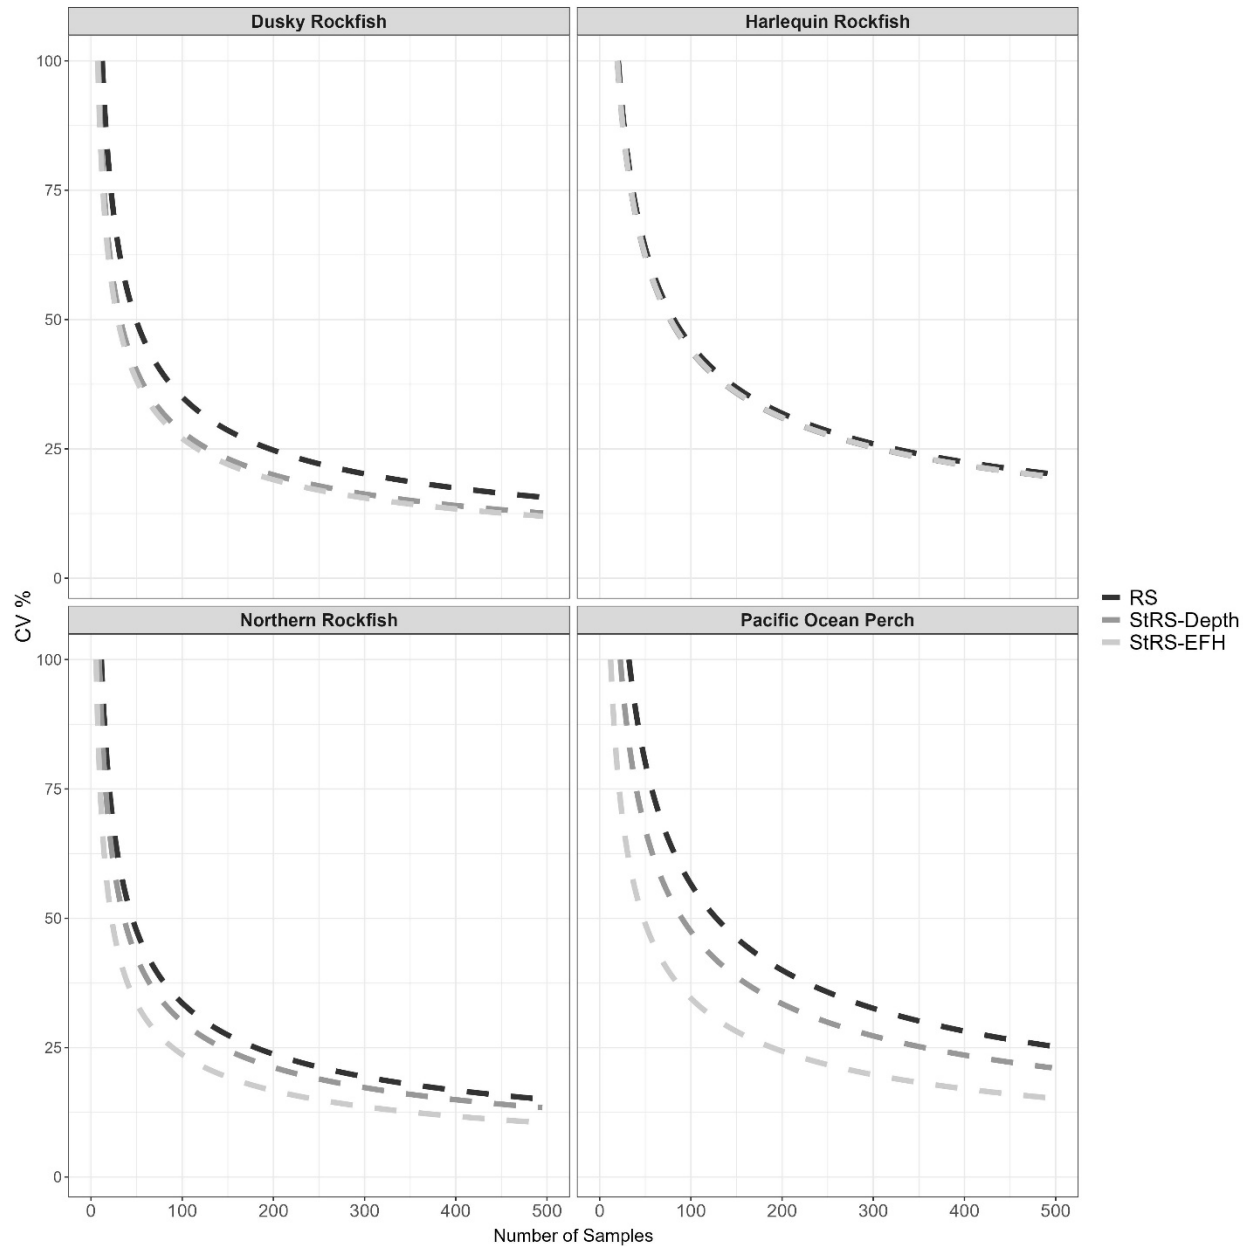 Dusky Rockfish
Harlequin Rockfish
100
75
50
25
0
CV %
Northern Rockfish
Pacific Ocean Perch
100
75
50
25
0
0 100 200 300 400 500
0 100 200 300 400 500
Number of Samples
RS
StRS-Depth
StRS-EFH